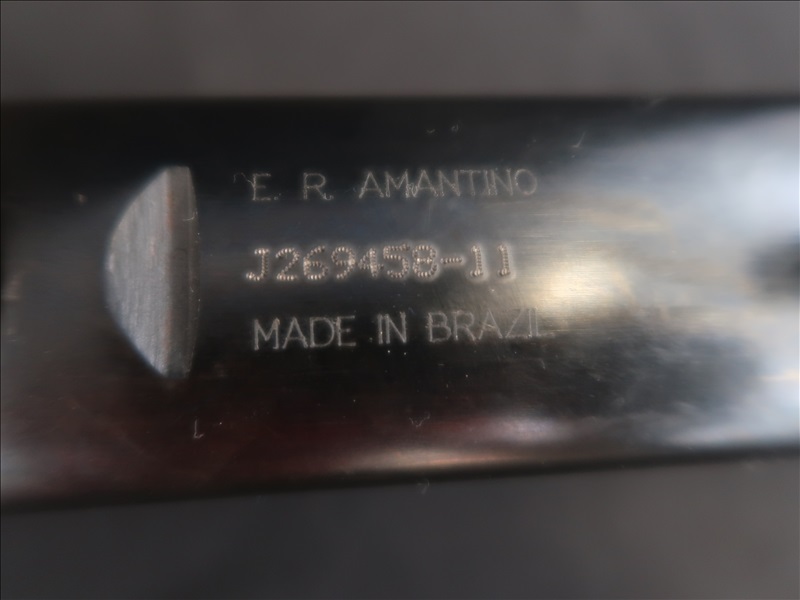 E. R. AMANTINO
J269458-11
MADE IN BRAZIL